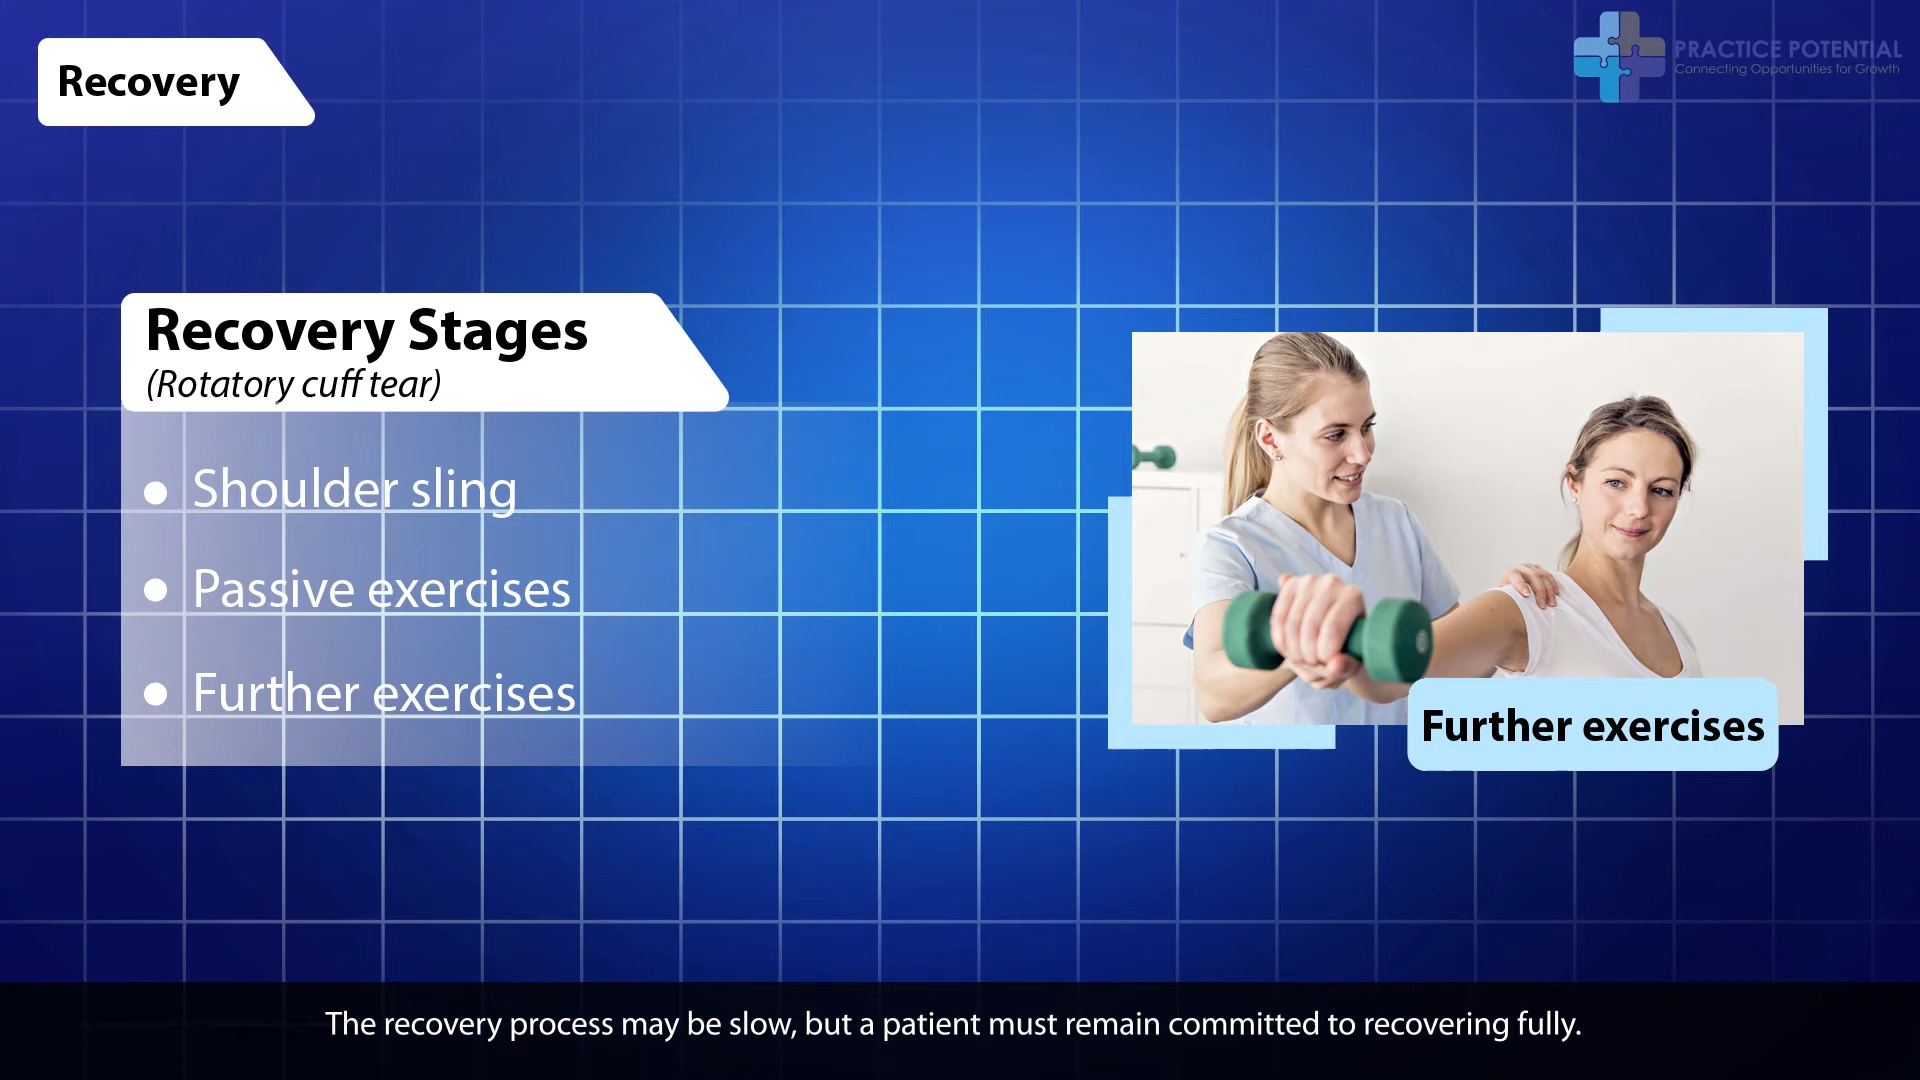 Recovery
PRACTICE POTENTIAL
Connecting Opportunities for Growth
Recovery Stages
(Rotatory cuff tear)
Shoulder sling
Passive exercises
Further exercises
Further exercises
The recovery process may be slow, but a patient must remain committed to recovering fully.